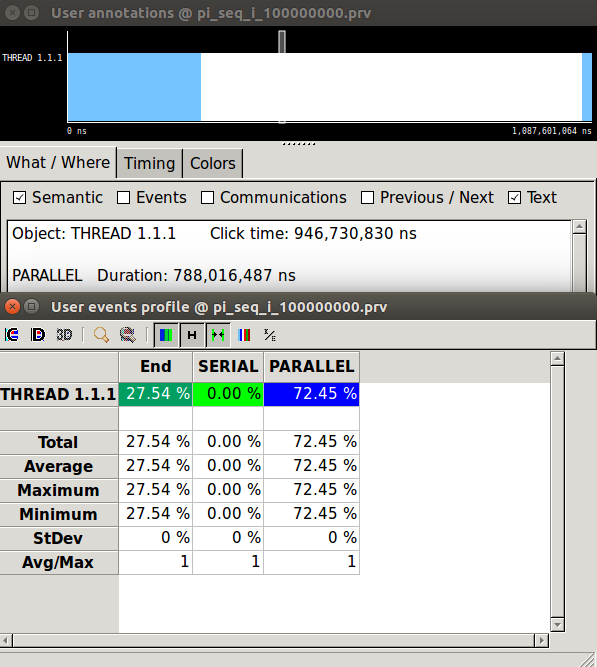 User annotations @ pi_seq_i_100000000.prv
THREAD 1.1.1
0 ns 1,087,601,064 ns
What / Where Timing Colors
Semantic Events Communications Previous / Next Text
Object: THREAD 1.1.1 Click time: 946,730,830 ns
PARALLEL Duration: 788,016,487 ns
User events profile @ pi_seq_i_100000000.prv
IC ID 3D H Σ/E
End SERIAL PARALLEL
THREAD 1.1.1 27.54 % 0.00 % 72.45 %
Total 27.54 % 0.00 % 72.45 %
Average 27.54 % 0.00 % 72.45 %
Maximum 27.54 % 0.00 % 72.45 %
Minimum 27.54 % 0.00 % 72.45 %
StDev 0 % 0 % 0 %
Avg/Max 1 1 1